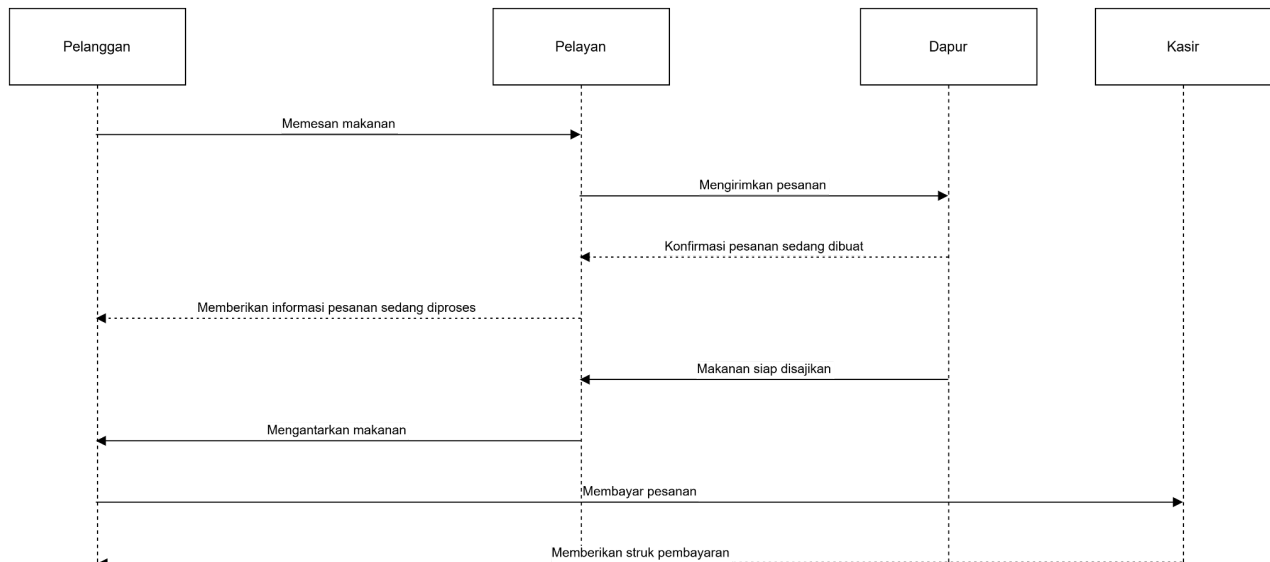 Pelanggan
Pelayan
Dapur
Kasir
Memesan makanan
Mengirimkan pesanan
Konfirmasi pesanan sedang dibuat
Memberikan informasi pesanan sedang diproses
Makanan siap disajikan
Mengantarkan makanan
Membayar pesanan
Memberikan struk pembayaran